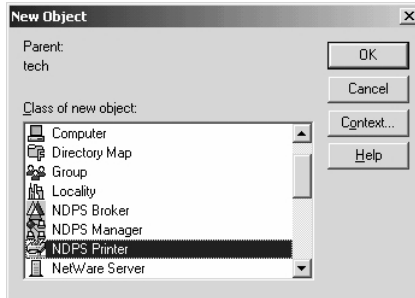 New Object
Parent:
tech
Class of new object:
Computer
Directory Map
Group
Locality
NDPS Broker
NDPS Manager
NDPS Printer
NetWare Server
OK
Cancel
Context...
Help